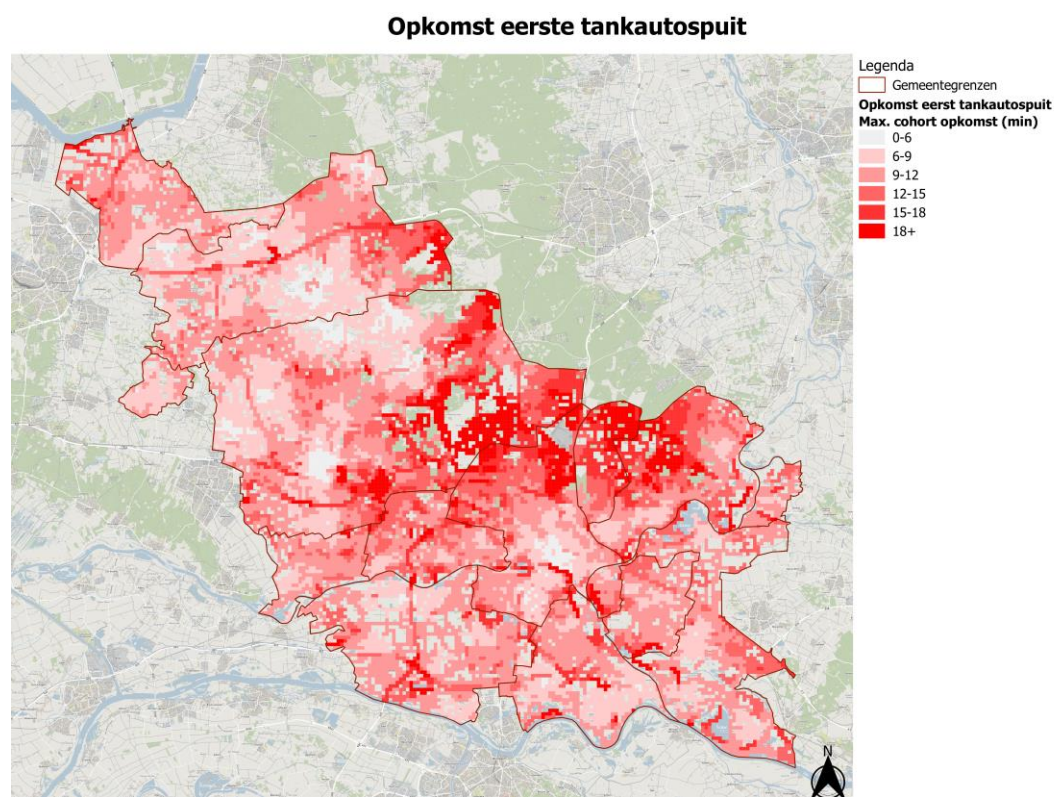 Opkomst eerste tankautospuit
Legenda
Gemeentegrenzen
Opkomst eerst tankautospuit
Max. cohort opkomst (min)
0-6
6-9
9-12
12-15
15-18
18+
N